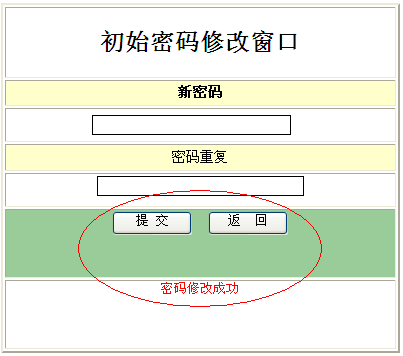 初始密码修改窗口
新密码
密码重复
提 交 返 回
密码修改成功